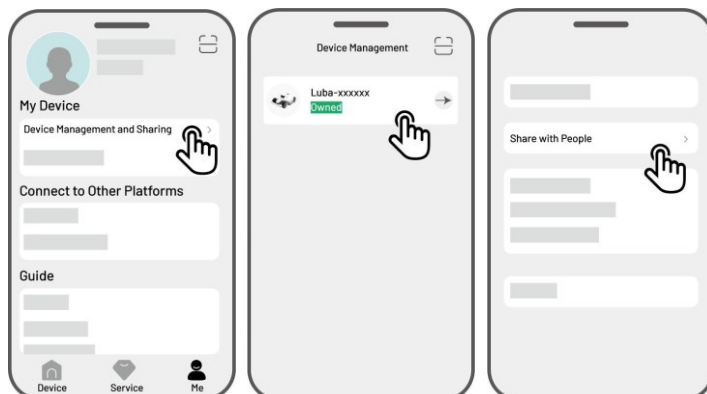 My Device
Device Management and Sharing
Connect to Other Platforms
Guide
Device
Service
Me
Device Management
Luba-xxxxxx
Owned
Share with People